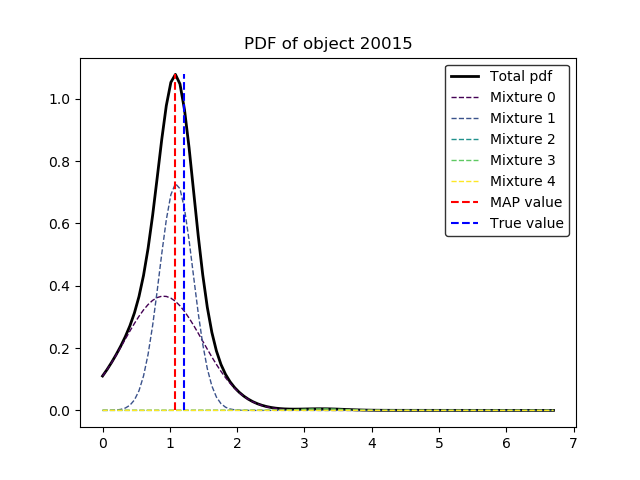 PDF of object 20015
Total pdf
Mixture 0
Mixture 1
Mixture 2
Mixture 3
Mixture 4
MAP value
True value
1.0
0.8
0.6
0.4
0.2
0.0
0 1 2 3 4 5 6 7